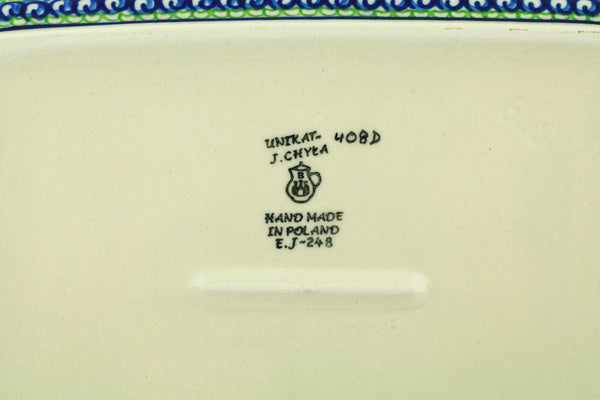 UNIKAT- 408D
J. CHYŁA
B
HAND MADE
IN POLAND
E.J-248